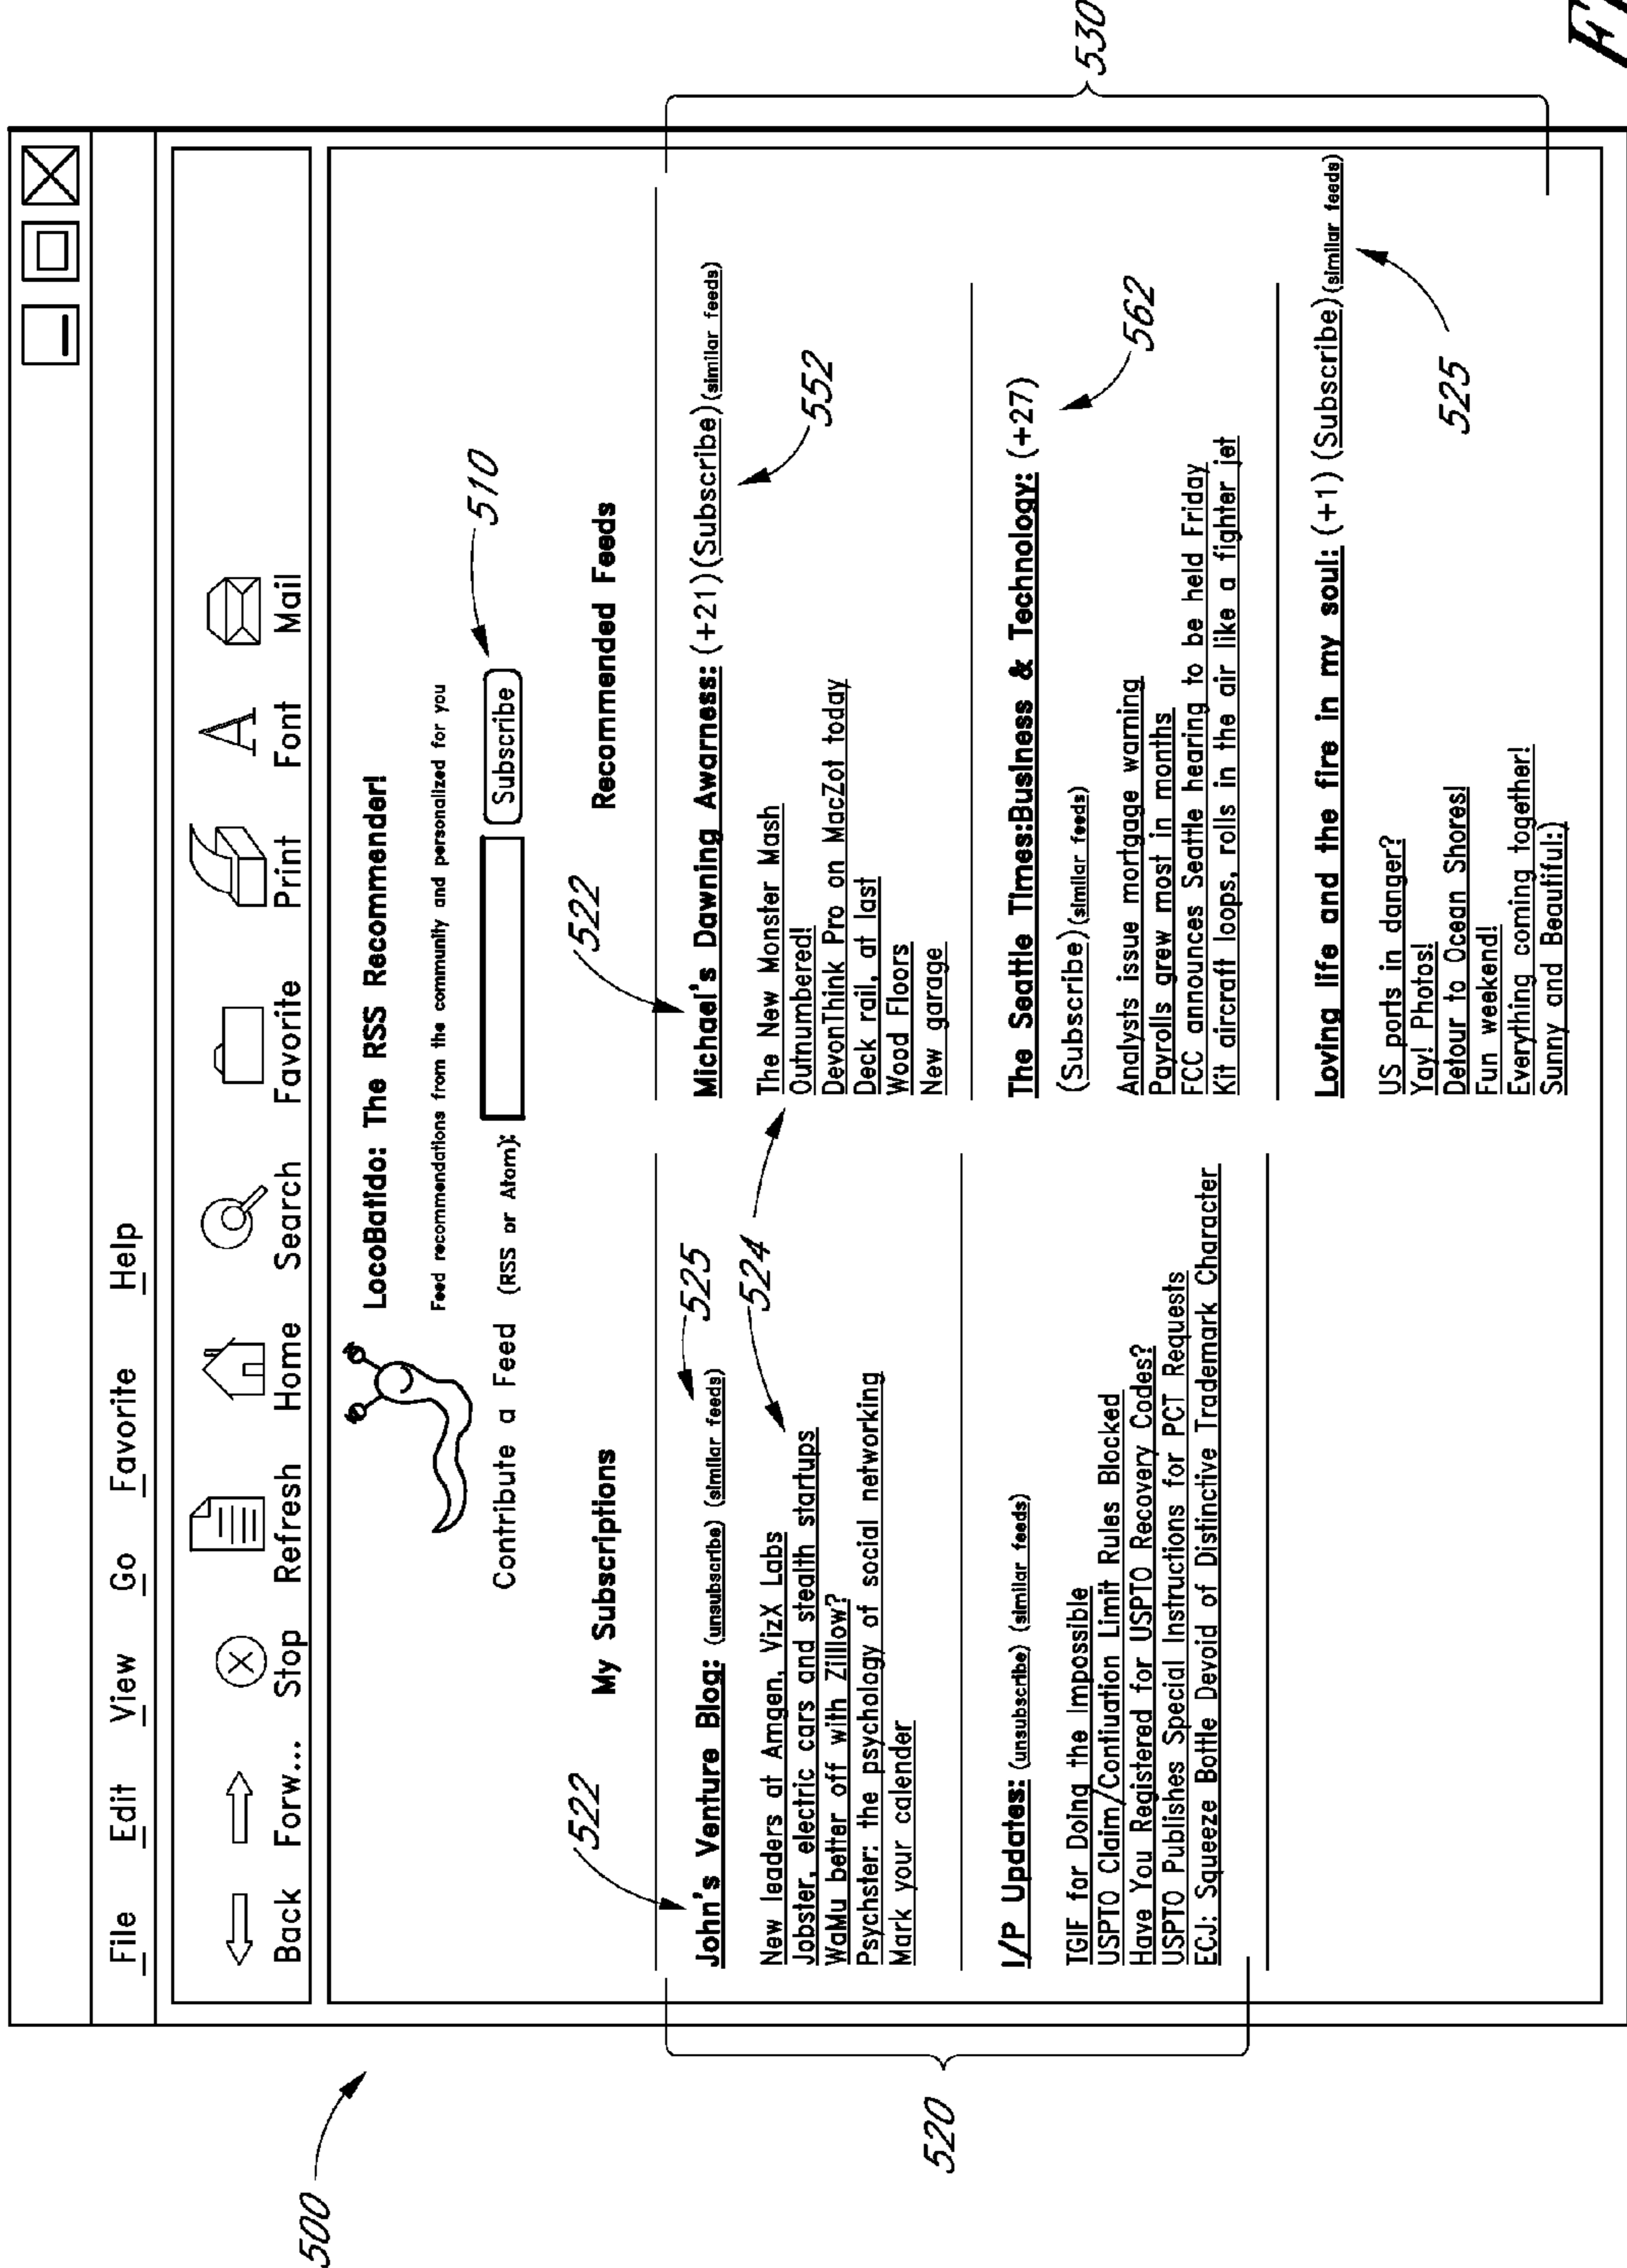 500
File Edit View Go Favorite Help
Back Forw... Stop Refresh Home Search Favorite Print Font Mail
LocoBatido: The RSS Recommender!
Feed recommendations from the community and personalized for you
Contribute a Feed (RSS or Atom): Subscribe
510
My Subscriptions
522
John's Venture Blog: (unsubscribe) (similar feeds)
525
New leaders at Amgen, VizX Labs
Jobster, electric cars and stealth startups
WaMu better off with Zilllow?
Psychster: the psychology of social networking
Mark your calender
524
I/P Updates: (unsubscribe) (similar feeds)
TGIF for Doing the Impossible
USPTO Claim/Contiuation Limit Rules Blocked
Have You Registered for USPTO Recovery Codes?
USPTO Publishes Special Instructions for PCT Requests
ECJ: Squeeze Bottle Devoid of Distinctive Trademark Character
520
Recommended Feeds
522
Michael's Dawning Awarness: (+21)(Subscribe)(similar feeds)
552
The New Monster Mash
Outnumbered!
DevonThink Pro on MacZot today
Deck rail, at last
Wood Floors
New garage
The Seattle Times:Business & Technology: (+27)
562
(Subscribe)(similar feeds)
Analysts issue mortgage warning
Payrolls grew most in months
FCC announces Seattle hearing to be held Friday
Kit aircraft loops, rolls in the air like a fighter jet
Loving life and the fire in my soul: (+1)(Subscribe)(similar feeds)
525
US ports in danger?
Yay! Photos!
Detour to Ocean Shores!
Fun weekend!
Everything coming together!
Sunny and Beautiful:)
530